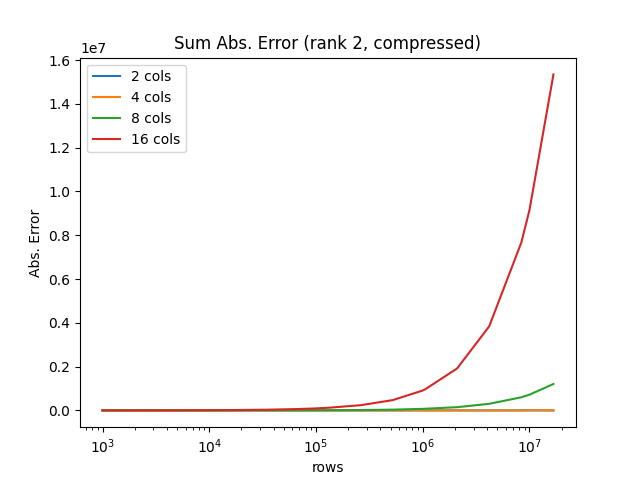 Sum Abs. Error (rank 2, compressed)
1e7
2 cols
4 cols
8 cols
16 cols
1.6
1.4
1.2
1.0
0.8
0.6
0.4
0.2
0.0
Abs. Error
10³ 10⁴ 10⁵ 10⁶ 10⁷
rows